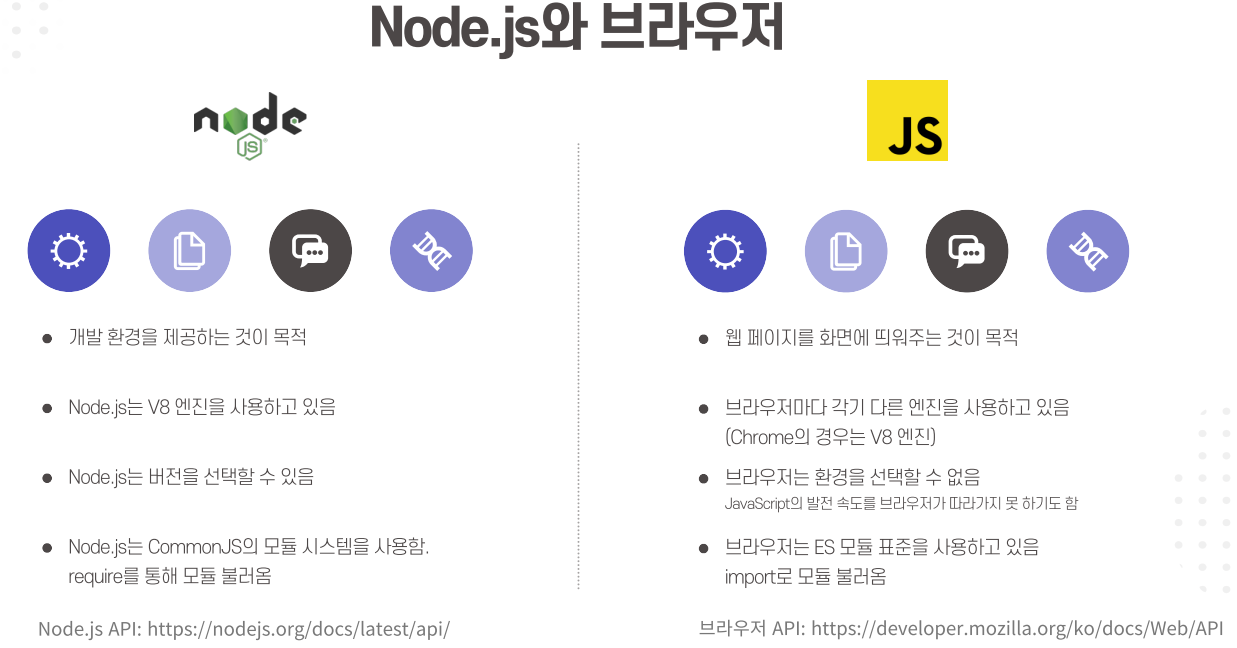 Node.js와 브라우저
node
JS
JS
개발 환경을 제공하는 것이 목적
Node.js는 V8 엔진을 사용하고 있음
Node.js는 버전을 선택할 수 있음
Node.js는 CommonJS의 모듈 시스템을 사용함.
require를 통해 모듈 불러옴
Node.js API: https://nodejs.org/docs/latest/api/
웹 페이지를 화면에 띄워주는 것이 목적
브라우저마다 각기 다른 엔진을 사용하고 있음
(Chrome의 경우는 V8 엔진)
브라우저는 환경을 선택할 수 없음
JavaScript의 발전 속도를 브라우저가 따라가지 못 하기도 함
브라우저는 ES 모듈 표준을 사용하고 있음
import로 모듈 불러옴
브라우저 API: https://developer.mozilla.org/ko/docs/Web/API